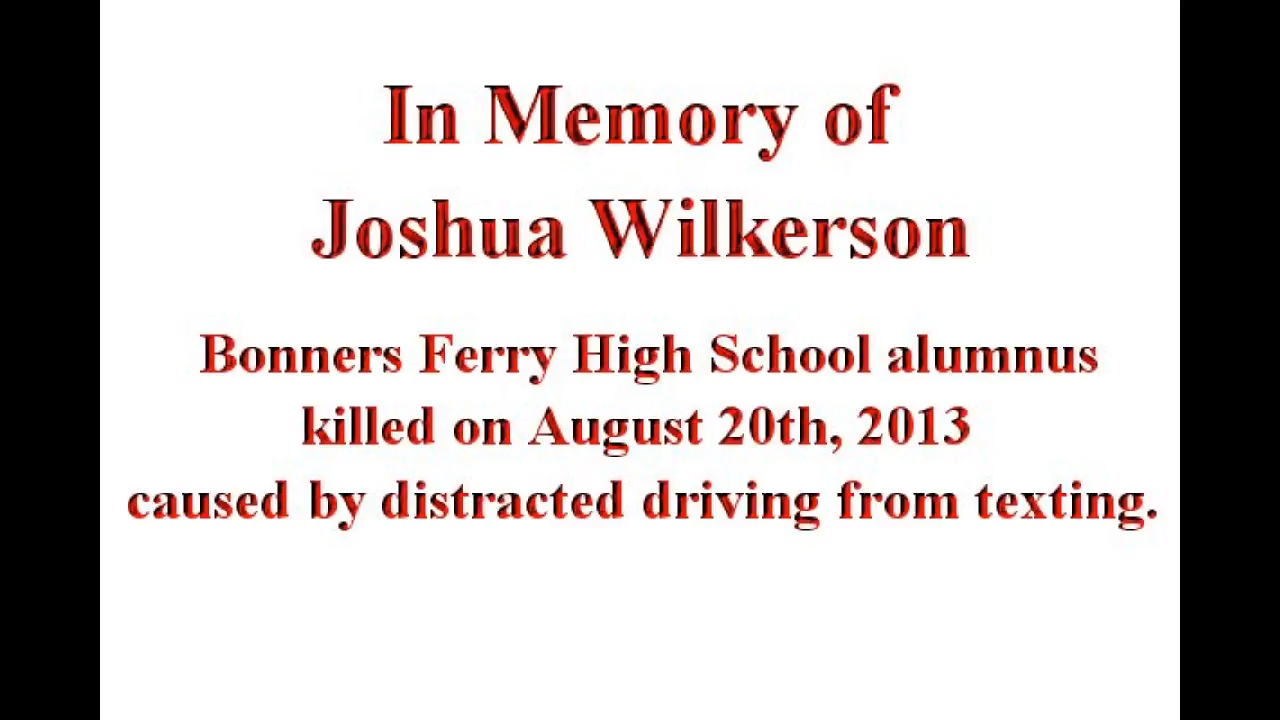 In Memory of
Joshua Wilkerson
Bonners Ferry High School alumnus
killed on August 20th, 2013
caused by distracted driving from texting.